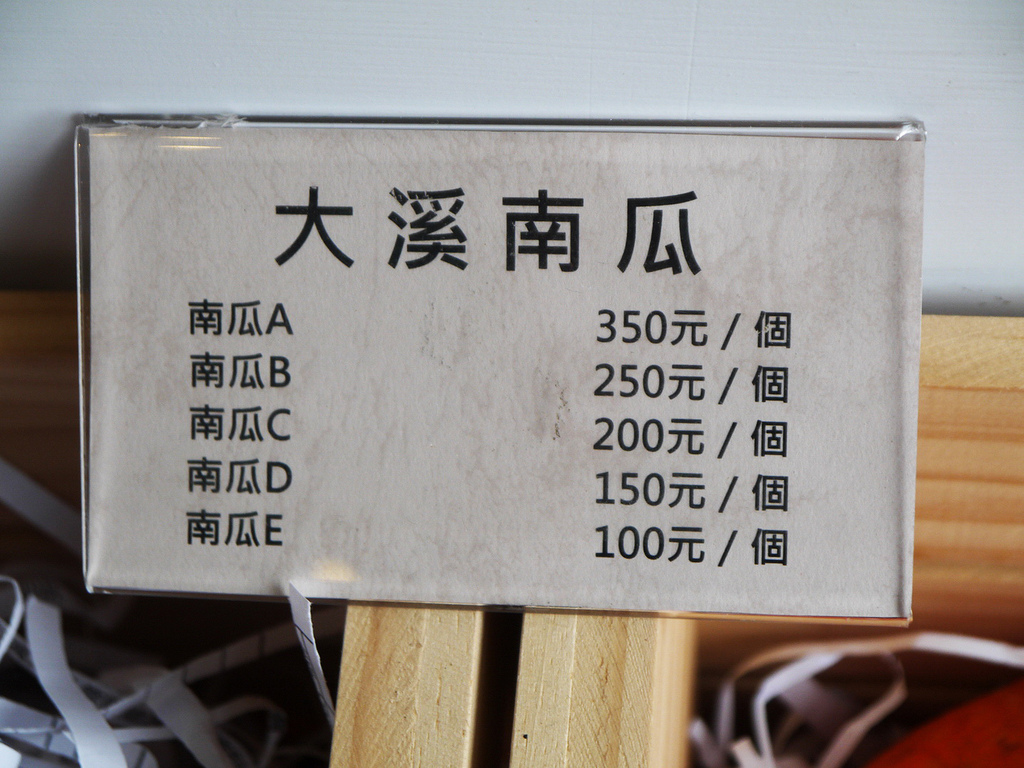 大溪南瓜
南瓜A 350元 / 個
南瓜B 250元 / 個
南瓜C 200元 / 個
南瓜D 150元 / 個
南瓜E 100元 / 個